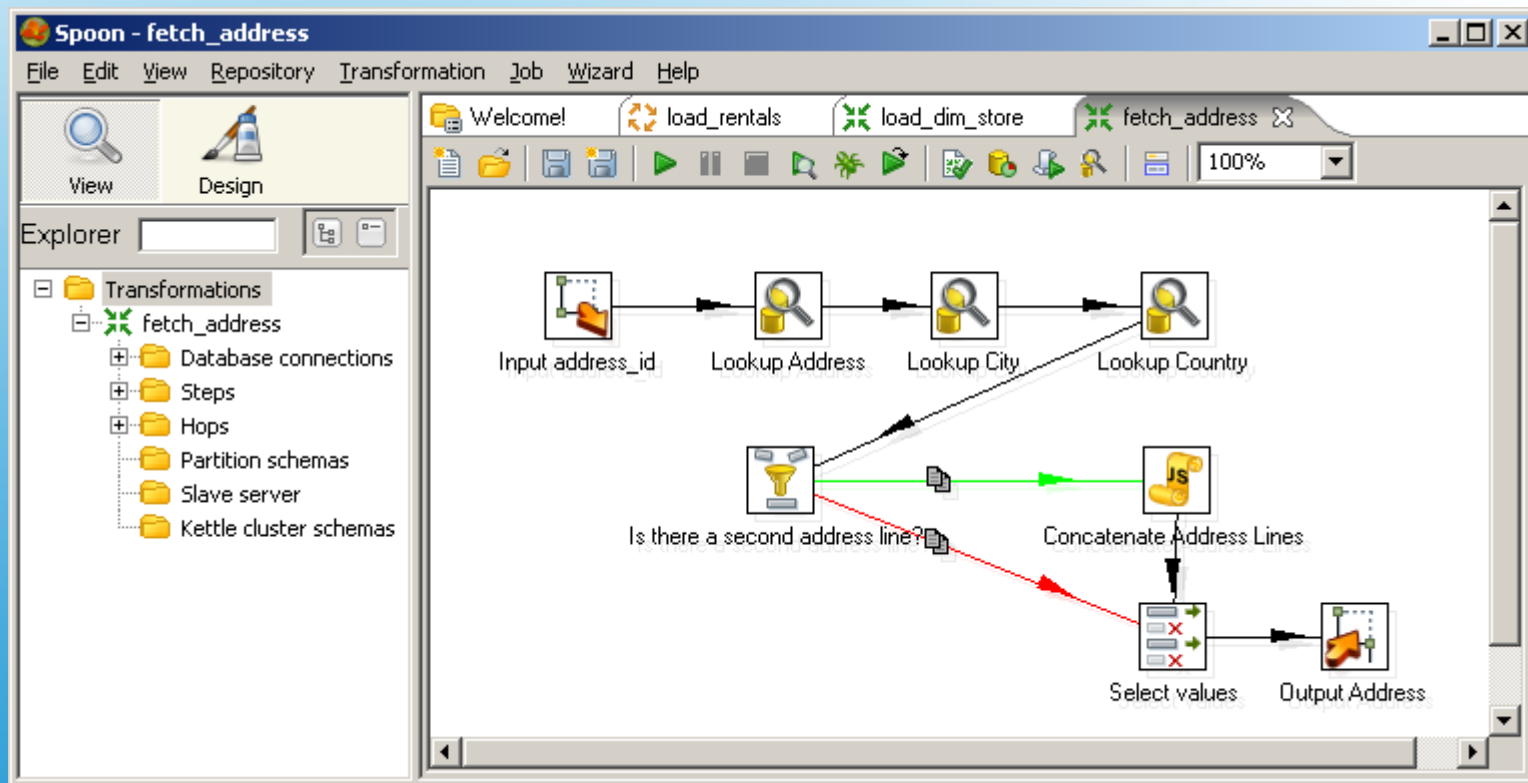 Spoon - fetch_address
File Edit View Repository Transformation Job Wizard Help
View Design
Explorer
Transformations
fetch_address
Database connections
Steps
Hops
Partition schemas
Slave server
Kettle cluster schemas
Welcome! load_rentals load_dim_store fetch_address
100%
Input address_id Lookup Address Lookup City Lookup Country
JS
Is there a second address line? Concatenate Address Lines
Select values Output Address